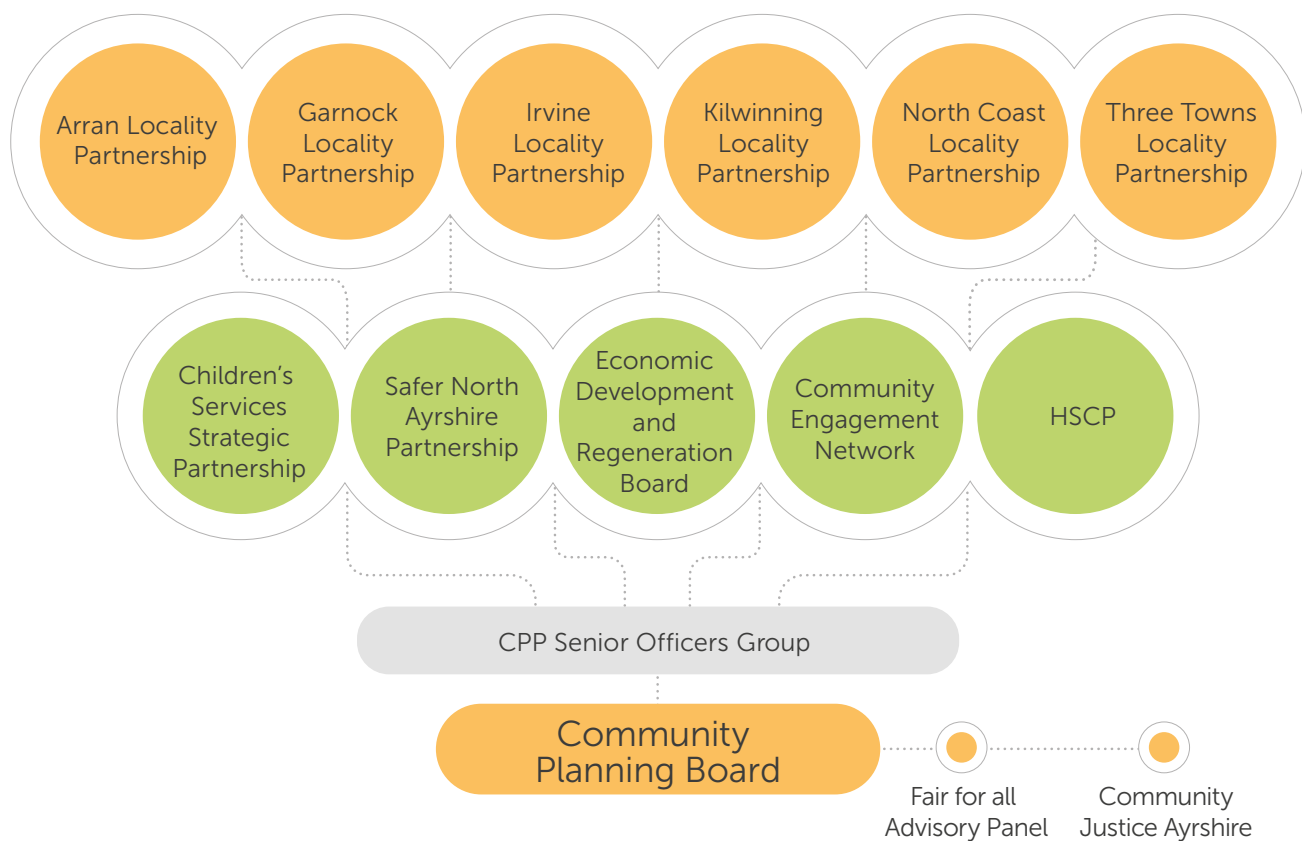 Arran Locality
Partnership
Garnock
Locality
Partnership
Irvine
Locality
Partnership
Kilwinning
Locality
Partnership
North Coast
Locality
Partnership
Three Towns
Locality
Partnership
Children’s
Services
Strategic
Partnership
Safer North
Ayrshire
Partnership
Economic
Development
and
Regeneration
Board
Community
Engagement
Network
HSCP
CPP Senior Officers Group
Community
Planning Board
Fair for all
Advisory Panel
Community
Justice Ayrshire